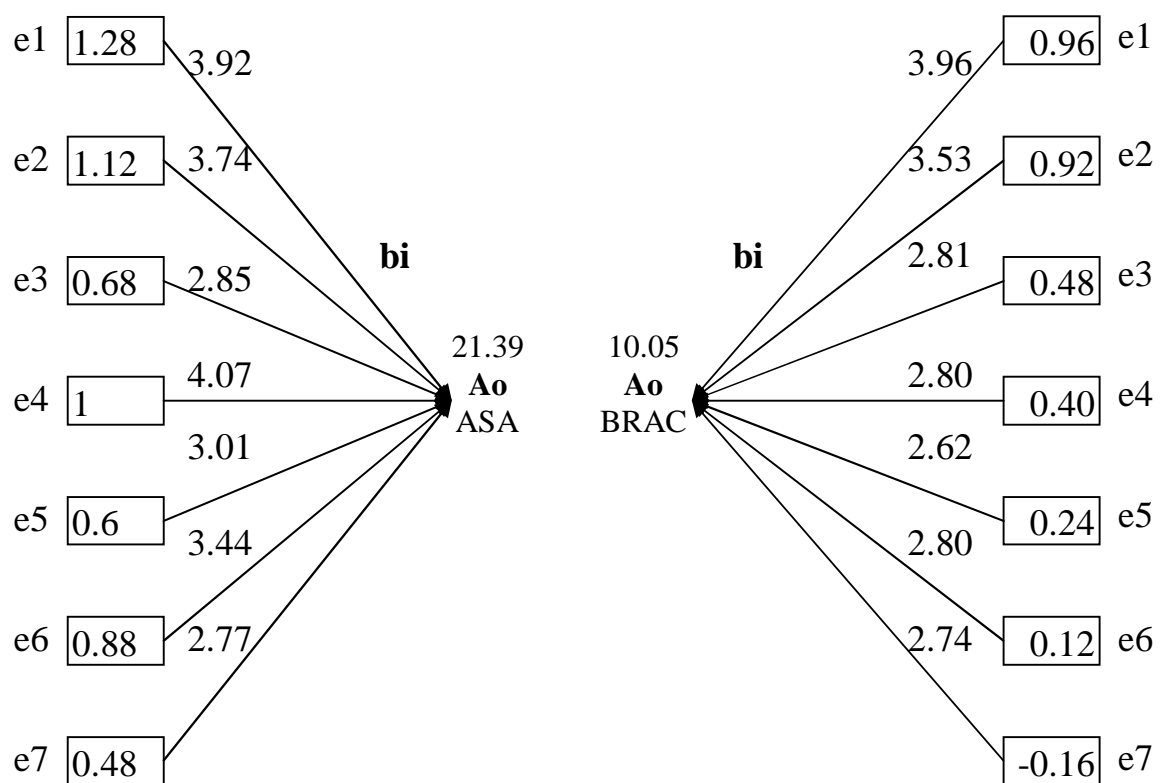 e1 1.28 3.92
e2 1.12 3.74
e3 0.68 2.85
e4 1 4.07
e5 0.6 3.01
e6 0.88 3.44
e7 0.48 2.77
bi
21.39
Ao
ASA
bi
10.05
Ao
BRAC
3.96 0.96 e1
3.53 0.92 e2
2.81 0.48 e3
2.80 0.40 e4
2.62 0.24 e5
2.80 0.12 e6
2.74 -0.16 e7